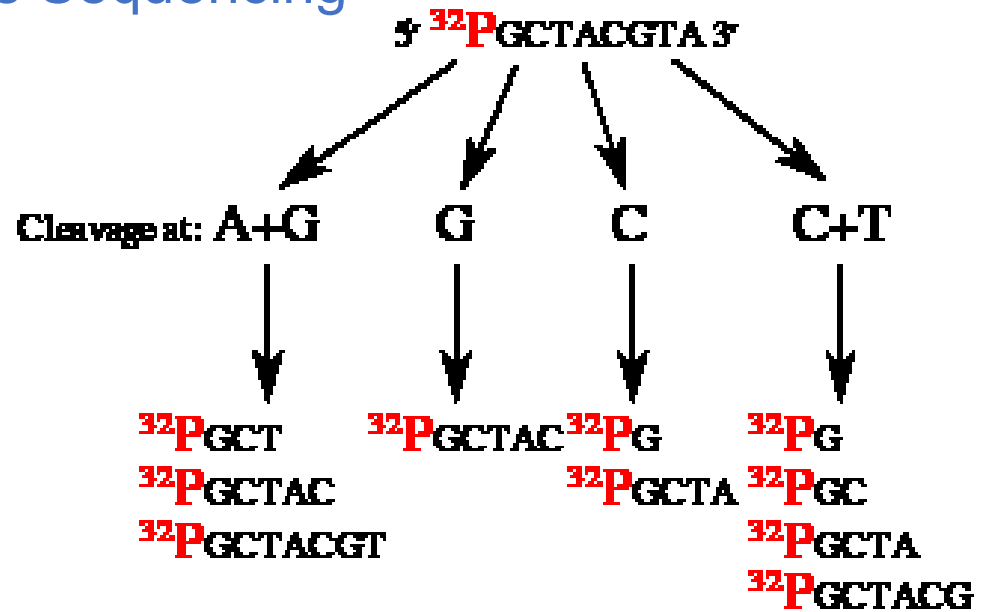 Sequencing
5' 32PGCTACGTA 3'
Cleavage at: A+G G C C+T
32PGCT 32PGCTAC 32PG 32PG
32PGCTAC 32PGCTA 32PGC
32PGCTACGT 32PGCTA
32PGCTACG